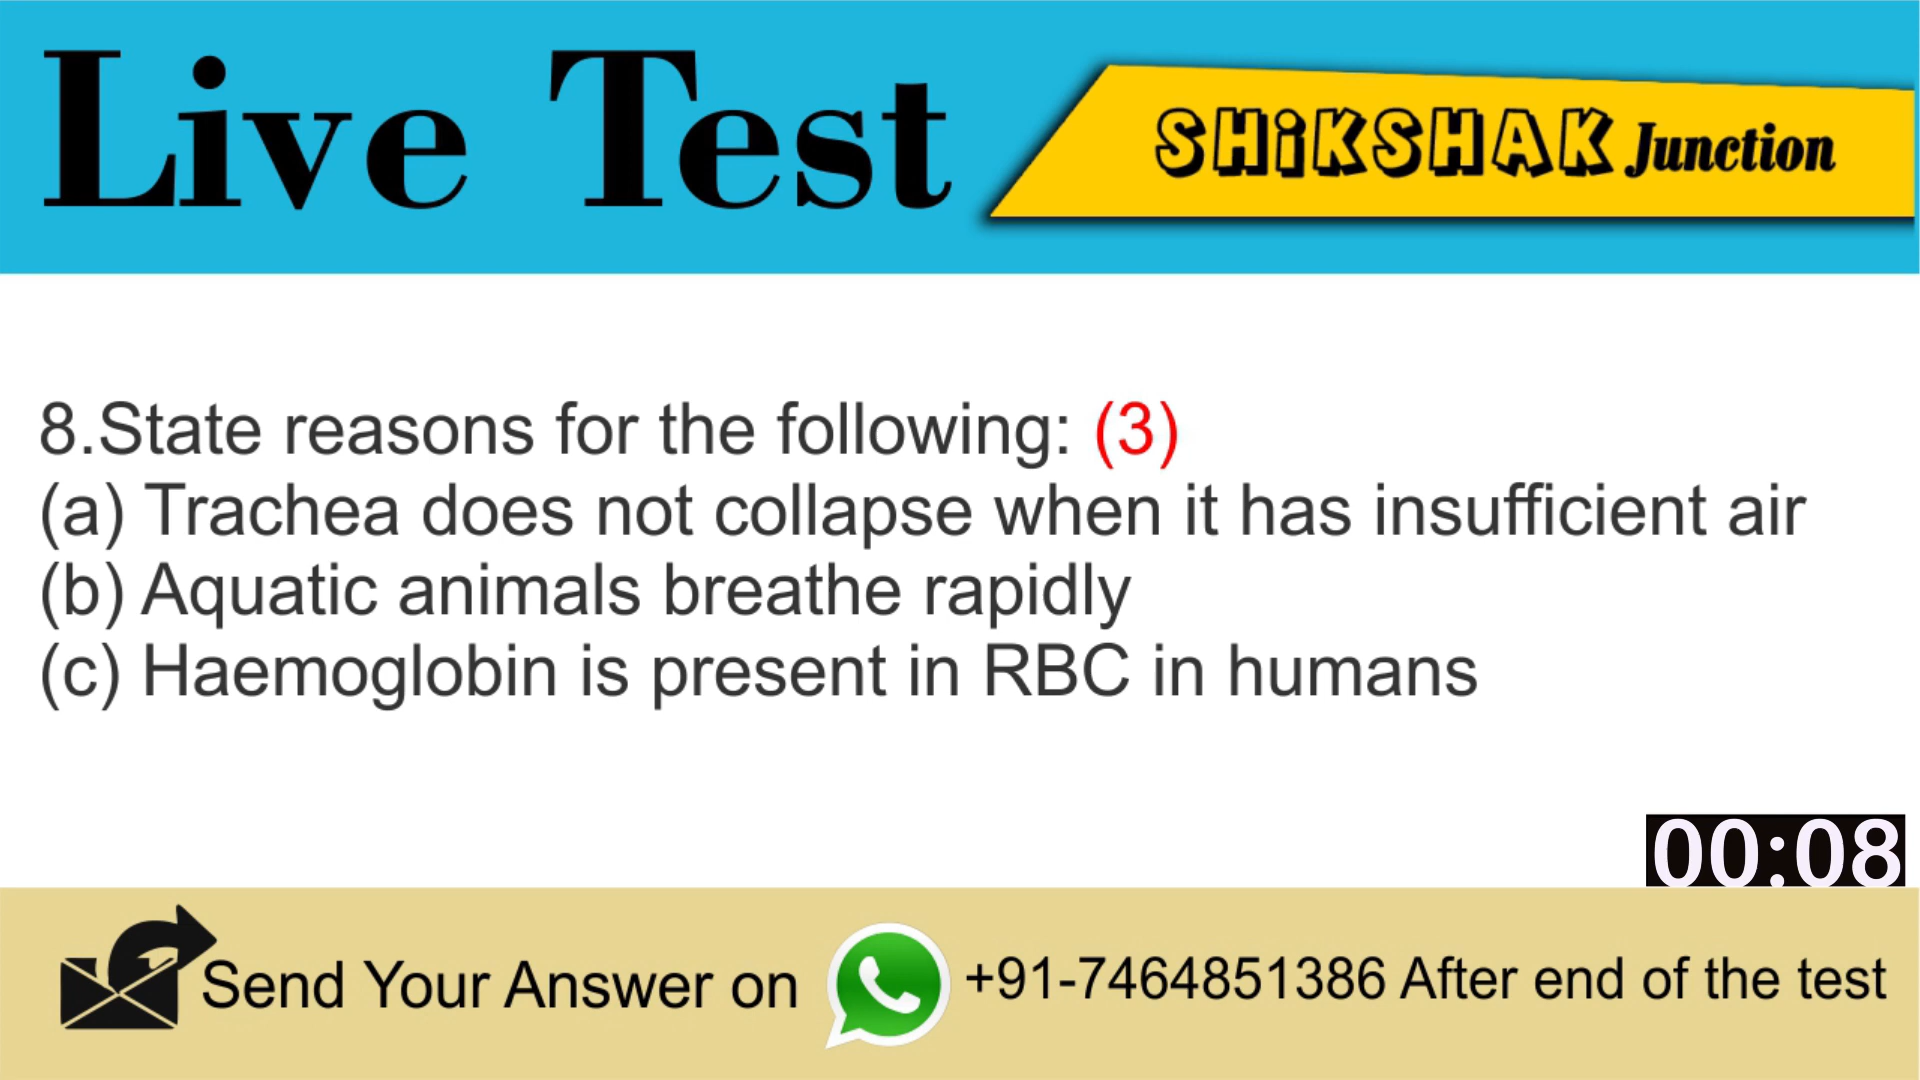 Live Test
SHiKSHAK Junction
8.State reasons for the following: (3)
(a) Trachea does not collapse when it has insufficient air
(b) Aquatic animals breathe rapidly
(c) Haemoglobin is present in RBC in humans
00:08
Send Your Answer on +91-7464851386 After end of the test